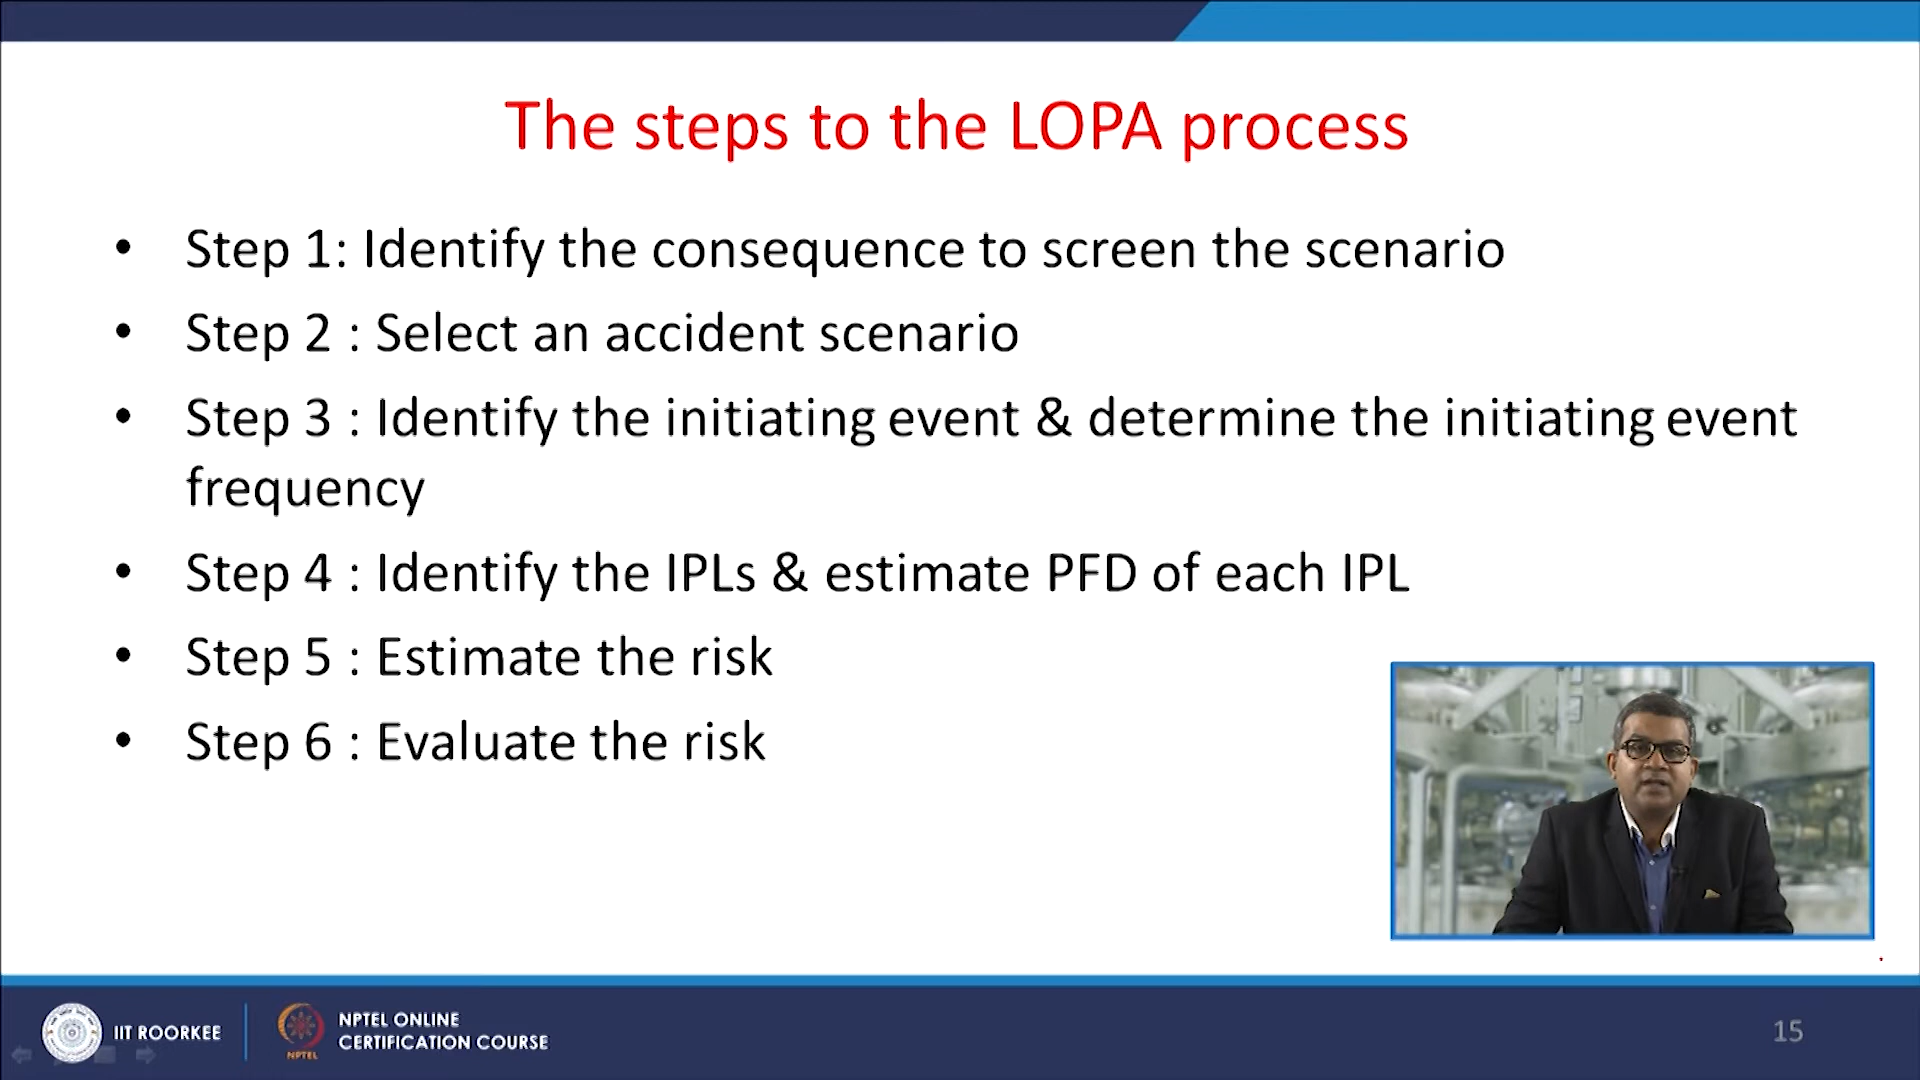 The steps to the LOPA process
• Step 1: Identify the consequence to screen the scenario
• Step 2 : Select an accident scenario
• Step 3 : Identify the initiating event & determine the initiating event
frequency
• Step 4 : Identify the IPLs & estimate PFD of each IPL
• Step 5 : Estimate the risk
• Step 6 : Evaluate the risk
IIT ROORKEE
NPTEL
NPTEL ONLINE
CERTIFICATION COURSE
15